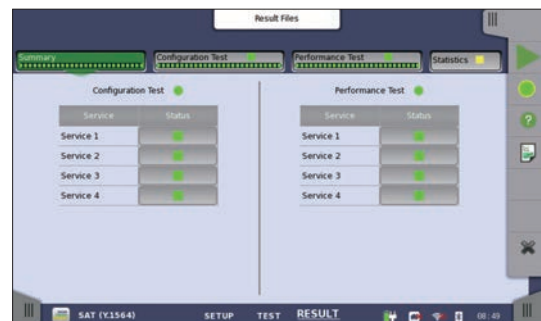 Result Files
Summary
Configuration Test
Performance Test
Statistics
Configuration Test
Service Status
Service 1
Service 2
Service 3
Service 4
Performance Test
Service Status
Service 1
Service 2
Service 3
Service 4
SAT (Y.1564)
SETUP TEST RESULT
08:49